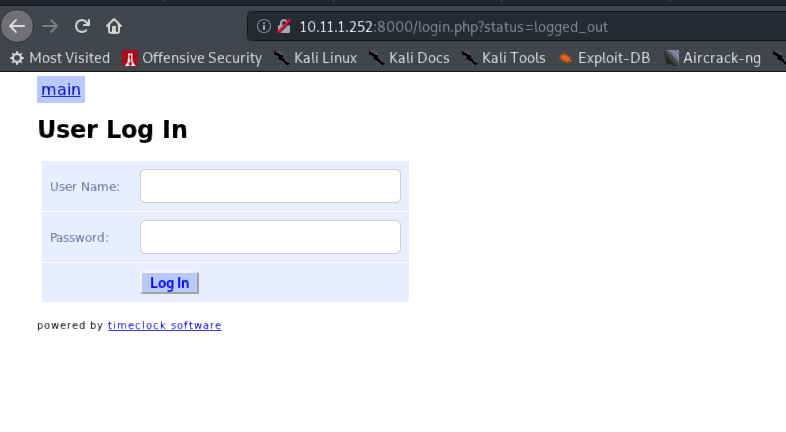 10.11.1.252:8000/login.php?status=logged_out
Most Visited Offensive Security Kali Linux Kali Docs Kali Tools Exploit-DB Aircrack-ng
main
User Log In
User Name:
Password:
Log In
powered by timeclock software